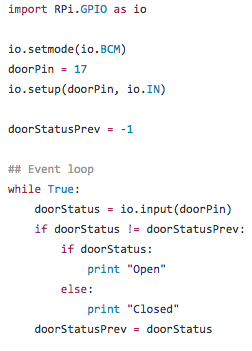 import RPi.GPIO as io

io.setmode(io.BCM)
doorPin = 17
io.setup(doorPin, io.IN)

doorStatusPrev = -1

## Event loop
while True:
    doorStatus = io.input(doorPin)
    if doorStatus != doorStatusPrev:
        if doorStatus:
            print "Open"
        else:
            print "Closed"
    doorStatusPrev = doorStatus